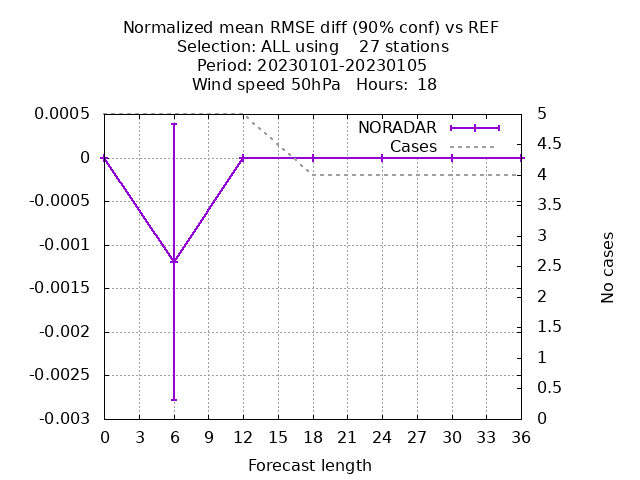 Normalized mean RMSE diff (90% conf) vs REF
Selection: ALL using    27 stations
Period: 20230101-20230105
Wind speed 50hPa   Hours:  18
NORADAR
Cases
0.0005
0
-0.0005
-0.001
-0.0015
-0.002
-0.0025
-0.003
5
4.5
4
3.5
3
2.5
2
1.5
1
0.5
0
No cases
0 3 6 9 12 15 18 21 24 27 30 33 36
Forecast length